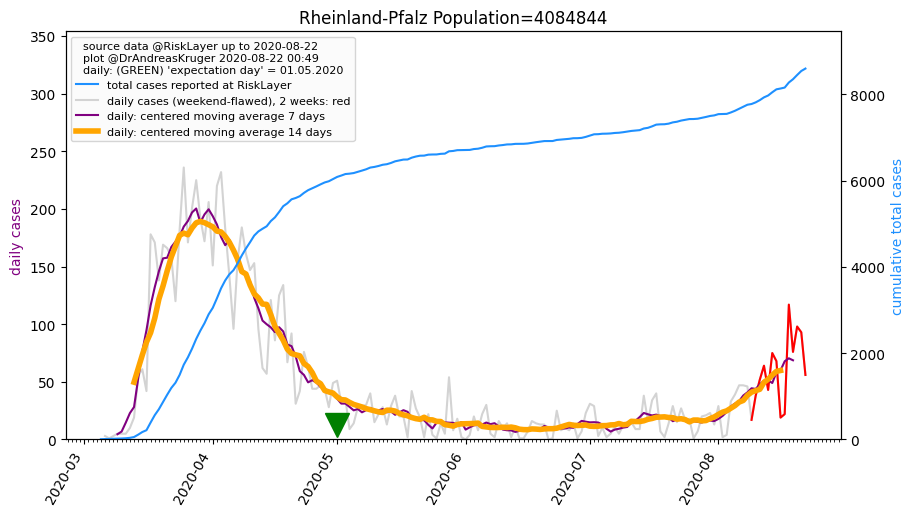 Rheinland-Pfalz Population=4084844
source data @RiskLayer up to 2020-08-22
plot @DrAndreasKruger 2020-08-22 00:49
daily: (GREEN) 'expectation day' = 01.05.2020
total cases reported at RiskLayer
daily cases (weekend-flawed), 2 weeks: red
daily: centered moving average 7 days
daily: centered moving average 14 days
daily cases
350
300
250
200
150
100
50
0
cumulative total cases
8000
6000
4000
2000
0
2020-03
2020-04
2020-05
2020-06
2020-07
2020-08